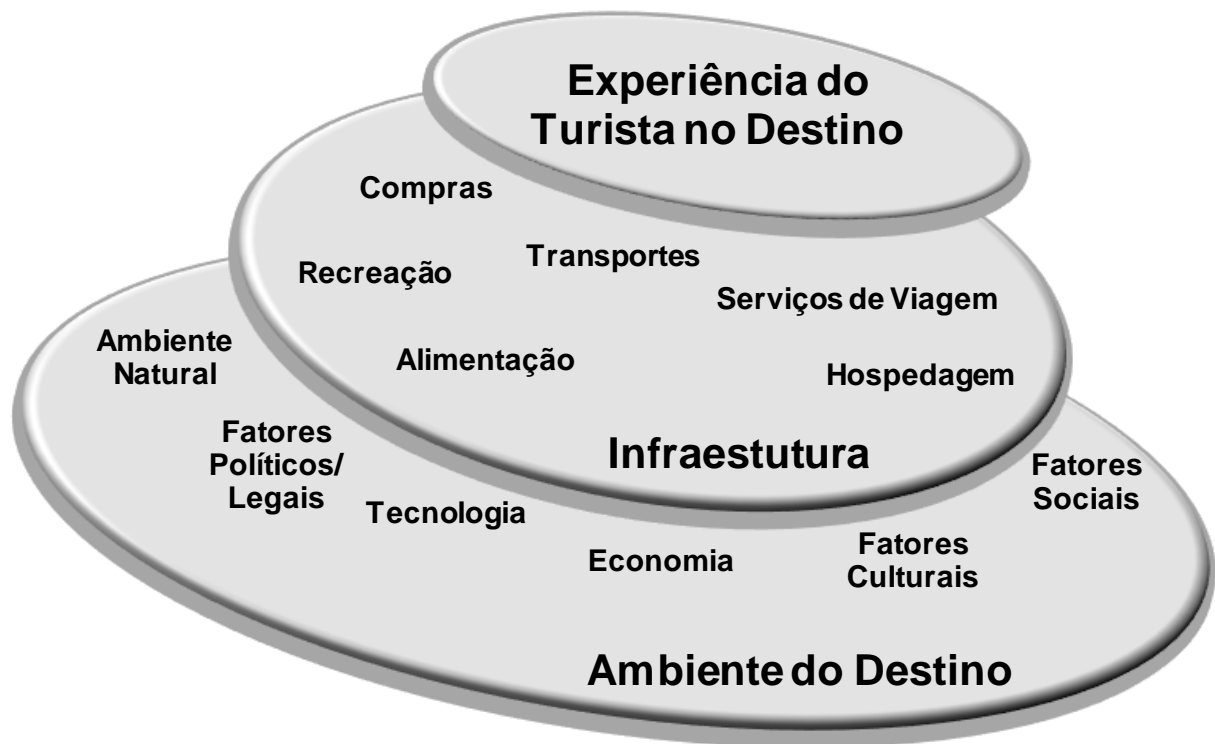 Experiência do
Turista no Destino
Compras
Transportes
Recreação
Serviços de Viagem
Alimentação
Hospedagem
Infraestutura
Ambiente
Natural
Fatores
Políticos/
Legais
Tecnologia
Economia
Fatores
Culturais
Fatores
Sociais
Ambiente do Destino